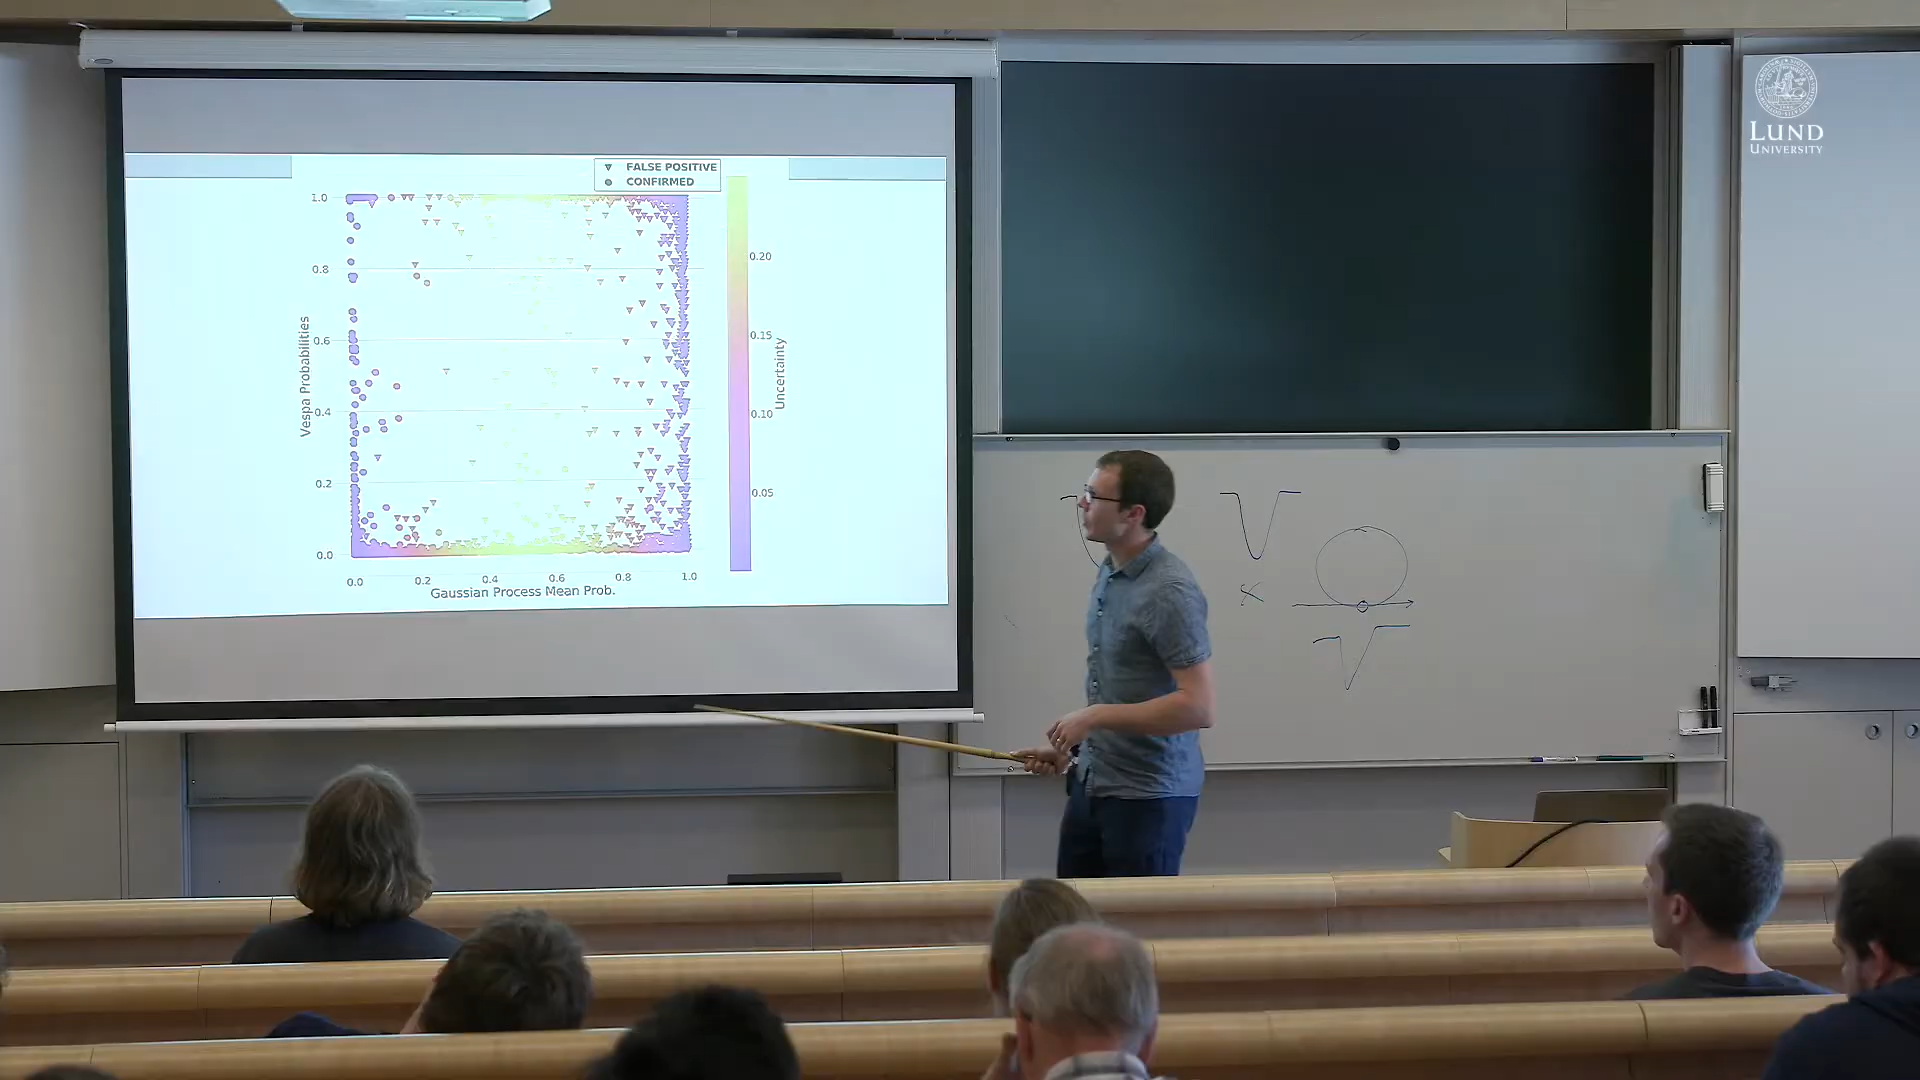 FALSE POSITIVE
CONFIRMED
1.0
0.8
0.6
0.4
0.2
0.0
Vespa Probabilities
0.0 0.2 0.4 0.6 0.8 1.0
Gaussian Process Mean Prob.
0.20
0.15
0.10
0.05
Uncertainty
LUND
UNIVERSITY